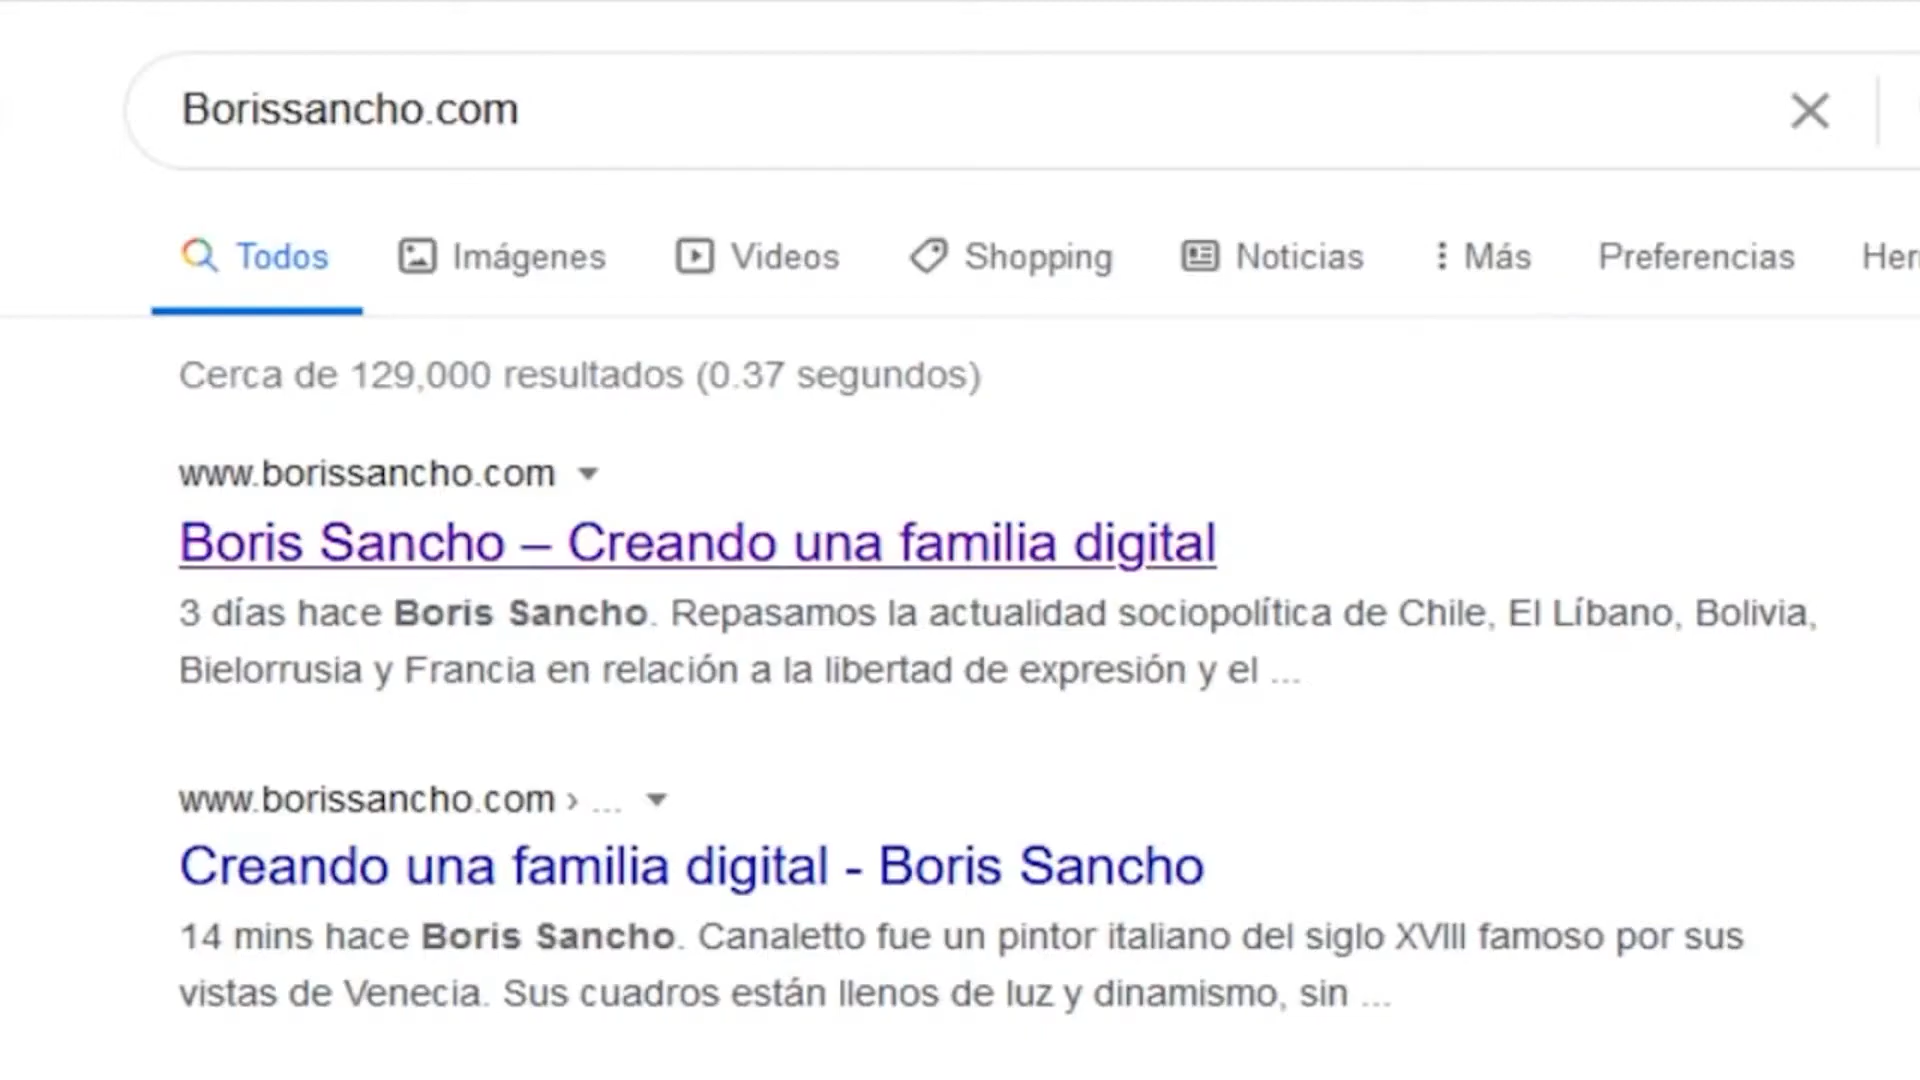 Borissancho.com
Todos Imágenes Videos Shopping Noticias Más Preferencias
Cerca de 129,000 resultados (0.37 segundos)
www.borissancho.com
Boris Sancho – Creando una familia digital
3 días hace Boris Sancho. Repasamos la actualidad sociopolítica de Chile, El Líbano, Bolivia,
Bielorrusia y Francia en relación a la libertad de expresión y el ...
www.borissancho.com › ...
Creando una familia digital - Boris Sancho
14 mins hace Boris Sancho. Canaletto fue un pintor italiano del siglo XVIII famoso por sus
vistas de Venecia. Sus cuadros están llenos de luz y dinamismo, sin ...